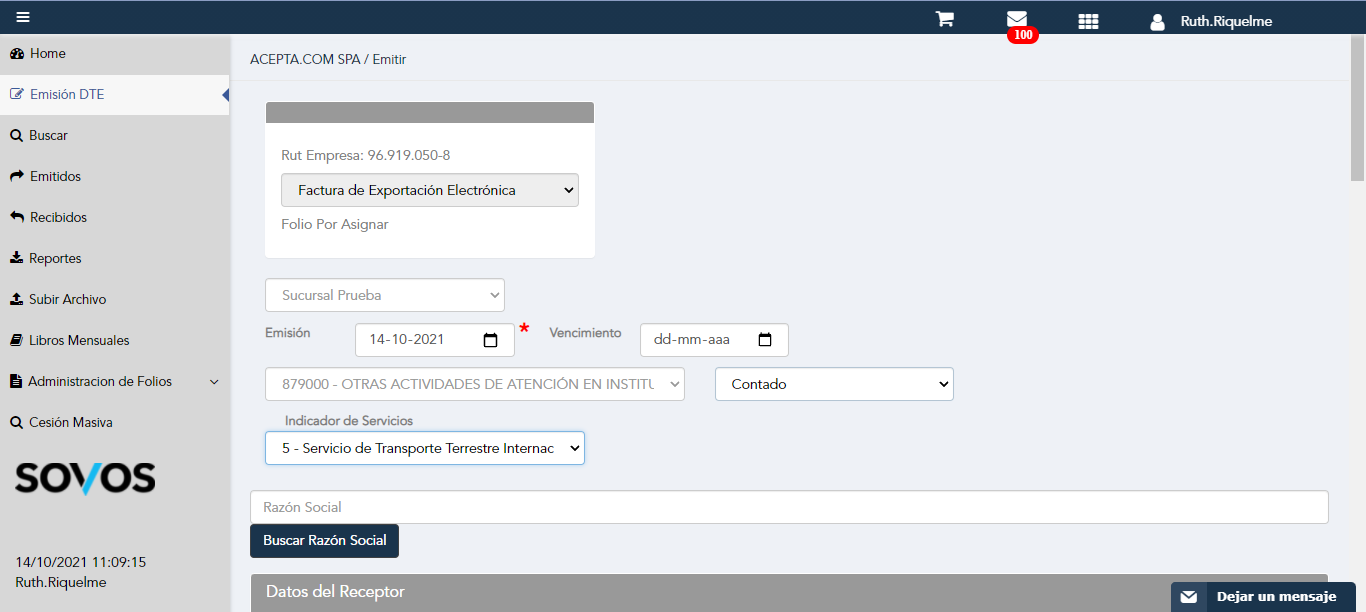 100
Ruth.Riquelme
Home
Emisión DTE
Buscar
Emitidos
Recibidos
Reportes
Subir Archivo
Libros Mensuales
Administracion de Folios
Cesión Masiva
SOVOS
14/10/2021 11:09:15
Ruth.Riquelme
ACEPTA.COM SPA / Emitir
Rut Empresa: 96.919.050-8
Factura de Exportación Electrónica
Folio Por Asignar
Sucursal Prueba
Emisión 14-10-2021 * Vencimiento dd-mm-aaa
879000 - OTRAS ACTIVIDADES DE ATENCIÓN EN INSTITU Contado
Indicador de Servicios
5 - Servicio de Transporte Terrestre Internac
Razón Social
Buscar Razón Social
Datos del Receptor
Dejar un mensaje